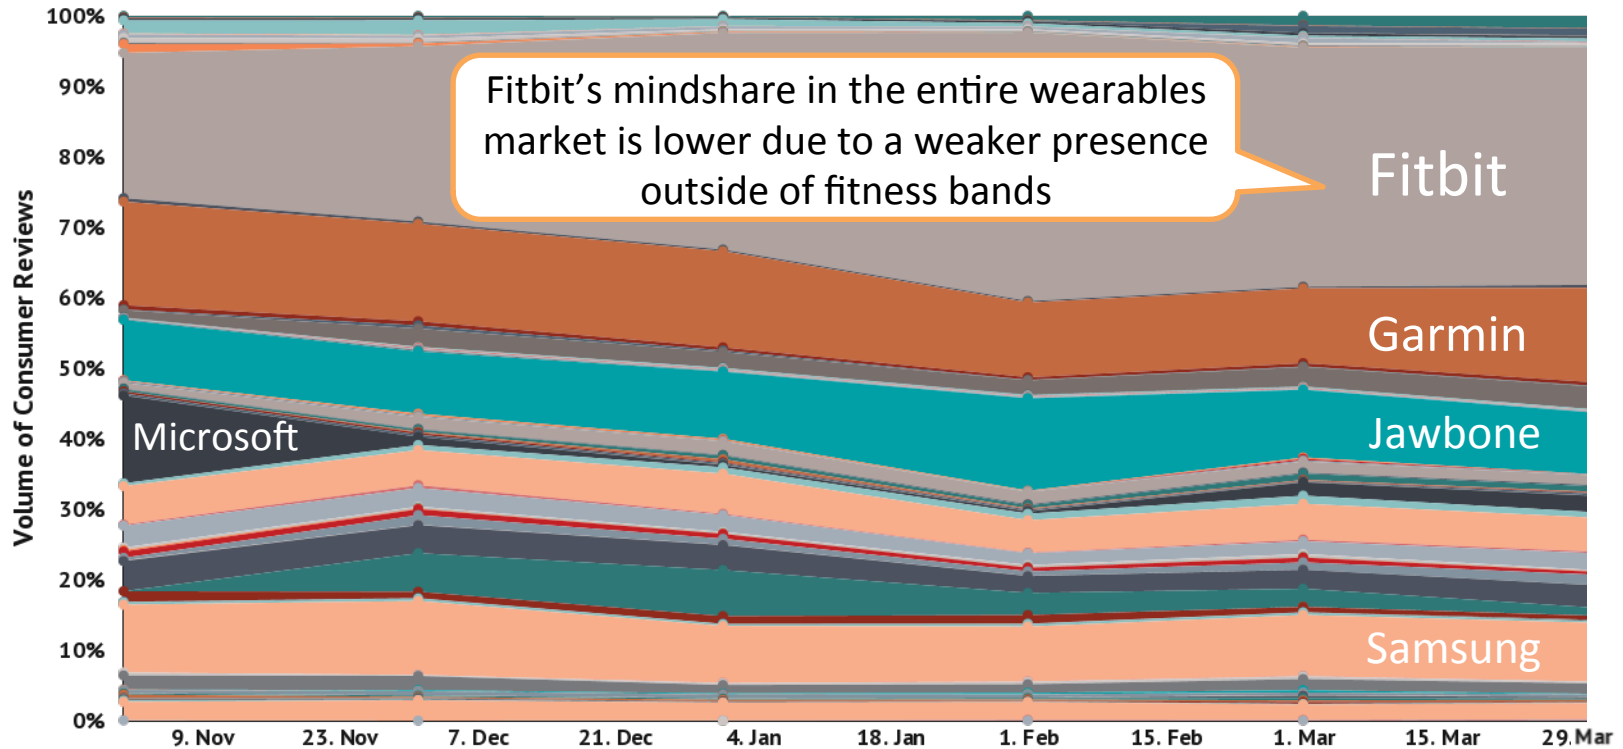 100%
90%
80%
70%
60%
50%
40%
30%
20%
10%
0%
Volume of Consumer Reviews
Fitbit’s mindshare in the entire wearables
market is lower due to a weaker presence
outside of fitness bands
Fitbit
Garmin
Microsoft
Jawbone
Samsung
9. Nov
23. Nov
7. Dec
21. Dec
4. Jan
18. Jan
1. Feb
15. Feb
1. Mar
15. Mar
29. Mar